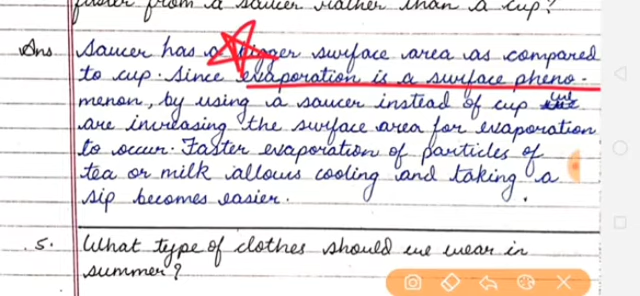 faster from a saucer rather than a cup?
Ans Saucer has a bigger surface area as compared
to cup. Since evaporation is a surface pheno-
menon, by using a saucer instead of cup we
are increasing the surface area for evaporation
to occur. Faster evaporation of particles of
tea or milk allows cooling and taking a
sip becomes easier.
5. What type of clothes should we wear in
summer?